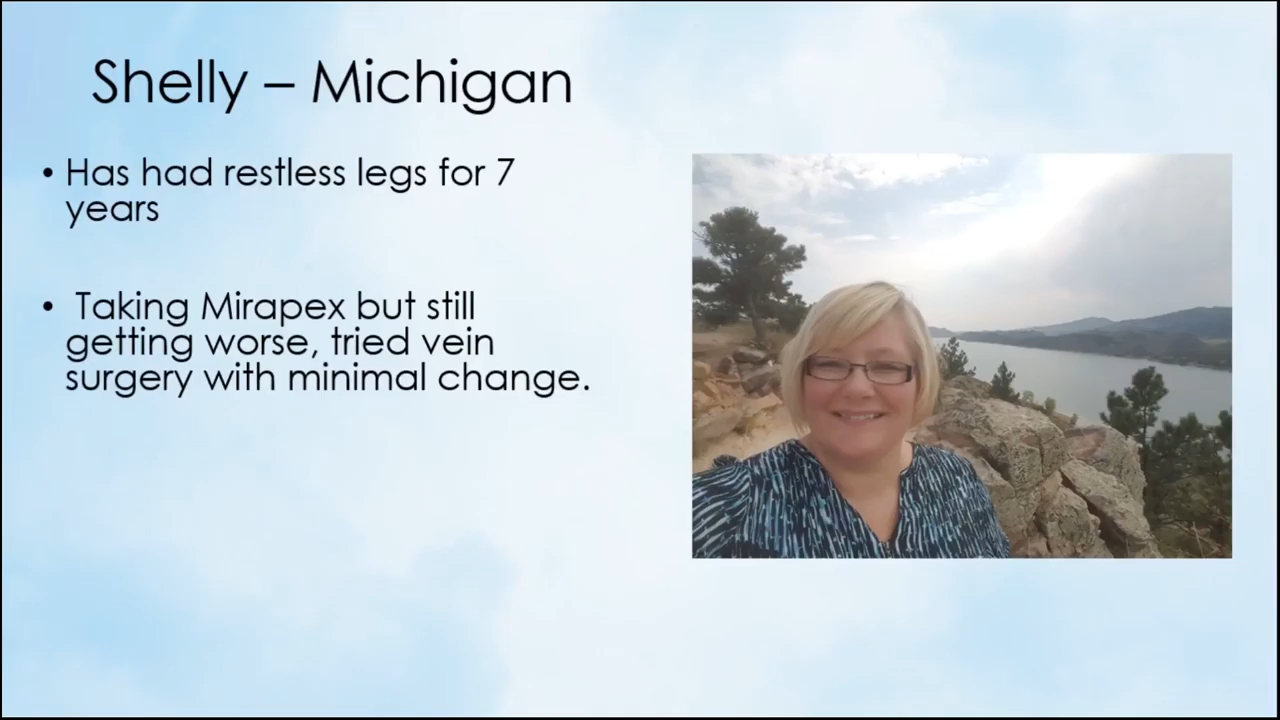 Shelly – Michigan
• Has had restless legs for 7
years
• Taking Mirapex but still
getting worse, tried vein
surgery with minimal change.